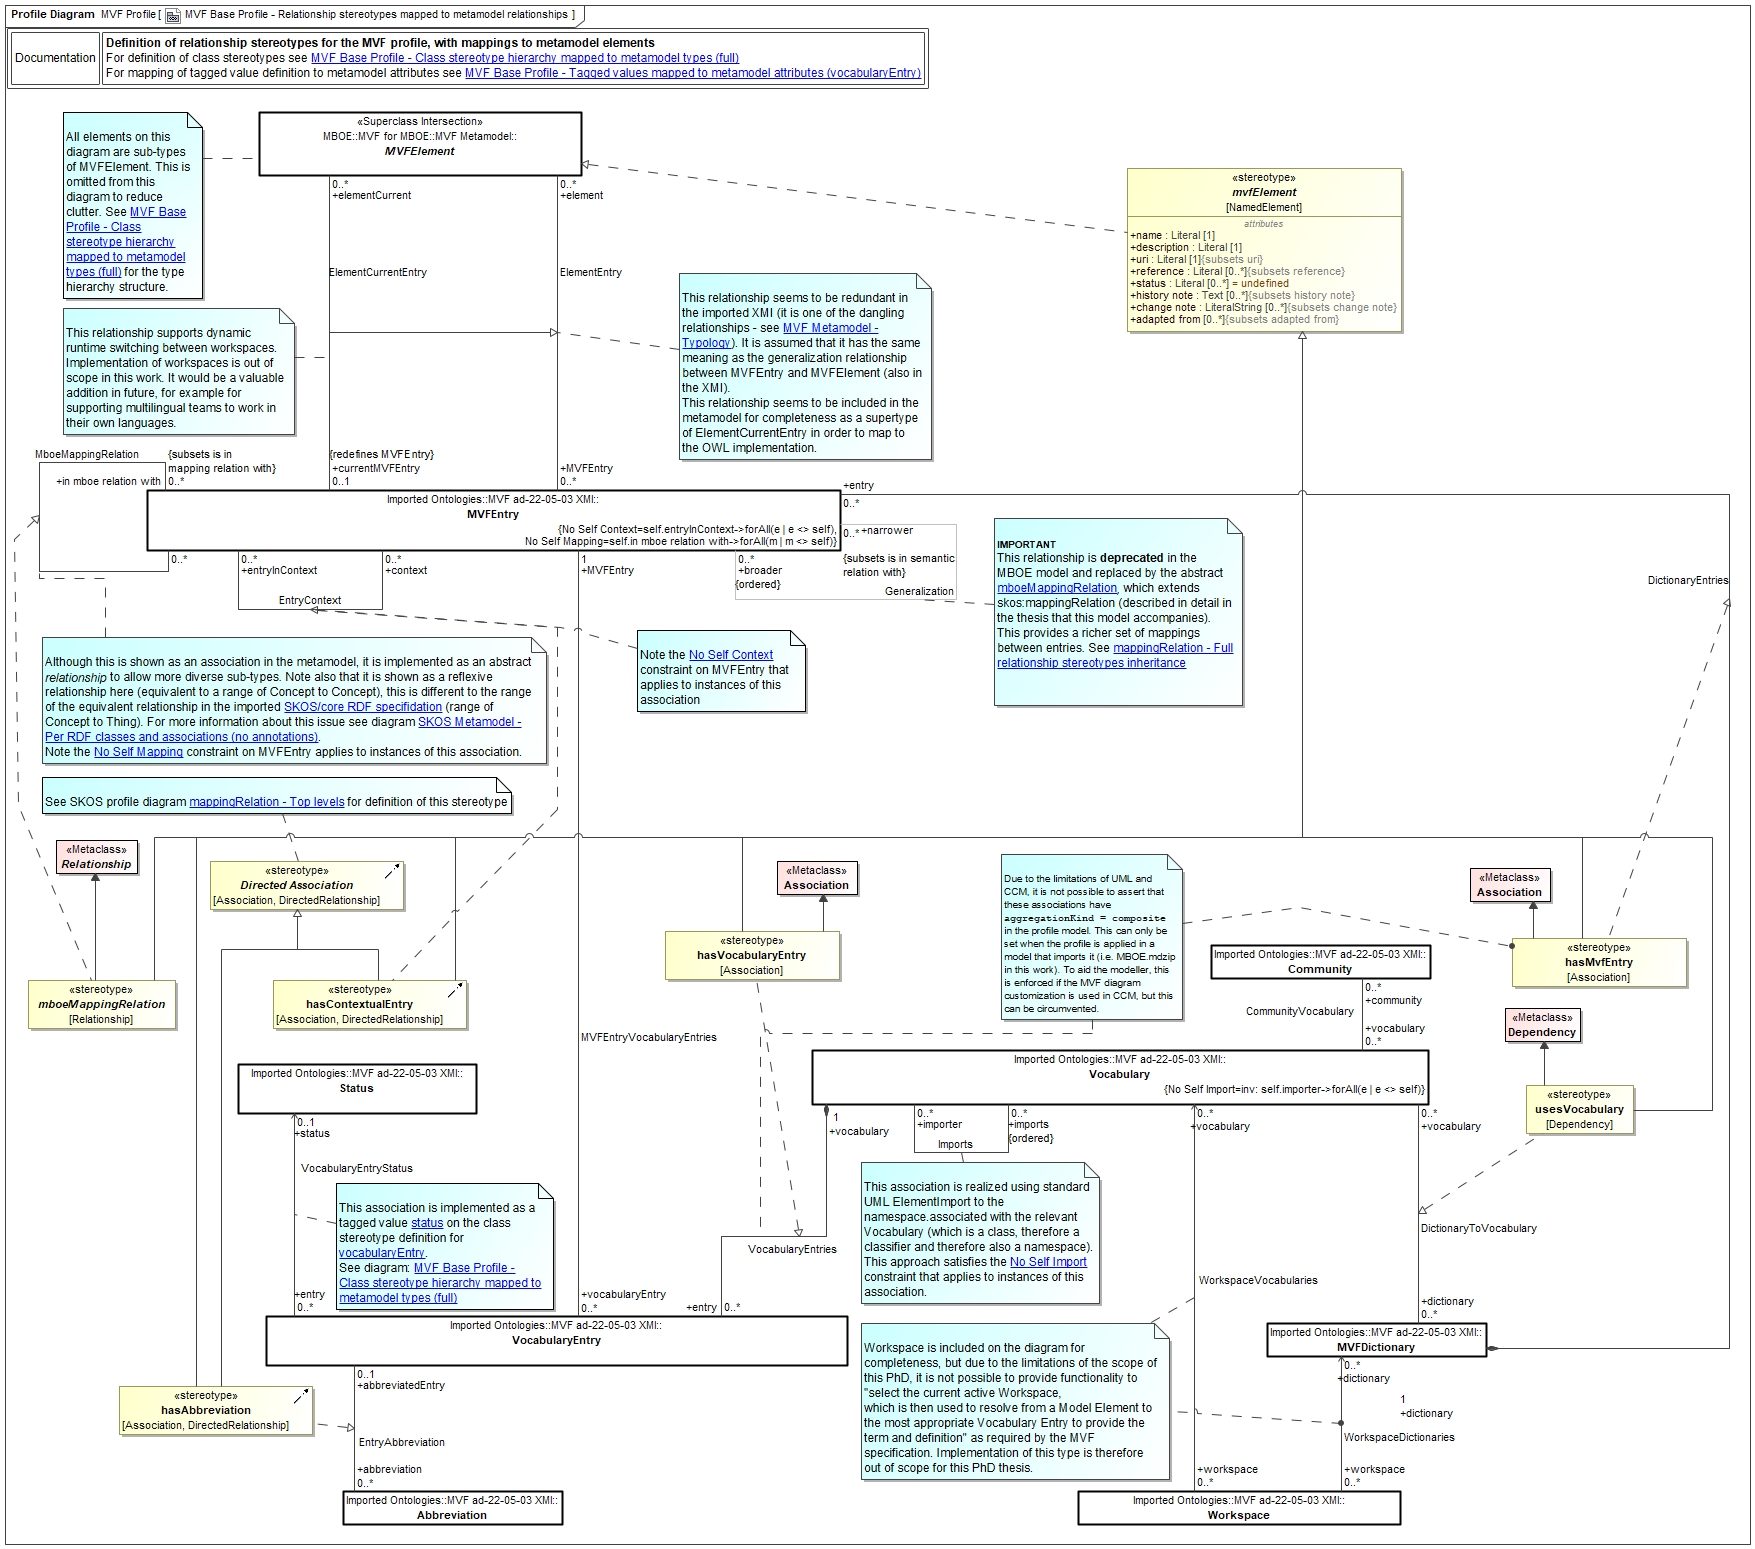 Profile Diagram MVF Profile [ MVF Base Profile - Relationship stereotypes mapped to metamodel relationships ]
Documentation
Definition of relationship stereotypes for the MVF profile, with mappings to metamodel elements
For definition of class stereotypes see MVF Base Profile - Class stereotype hierarchy mapped to metamodel types (full)
For mapping of tagged value definition to metamodel attributes see MVF Base Profile - Tagged values mapped to metamodel attributes (vocabularyEntry)
All elements on this
diagram are sub-types
of MVFElement. This is
omitted from this
diagram to reduce
clutter. See MVF Base
Profile - Class
stereotype hierarchy
mapped to metamodel
types (full) for the type
hierarchy structure.
«Superclass Intersection»
MBOE::MVF for MBOE::MVF Metamodel::
MVFElement
0..*
+elementCurrent
0..*
+element
ElementCurrentEntry
ElementEntry
«stereotype»
mvfElement
[NamedElement]
attributes
+name : Literal [1]
+description : Literal [1]
+uri : Literal [1]{subsets uri}
+reference : Literal [0..*]{subsets reference}
+status : Literal [0..*] = undefined
+history note : Text [0..*]{subsets history note}
+change note : LiteralString [0..*]{subsets change note}
+adapted from [0..*]{subsets adapted from}
This relationship supports dynamic
runtime switching between workspaces.
Implementation of workspaces is out of
scope in this work. It would be a valuable
addition in future, for example for
supporting multilingual teams to work in
their own languages.
This relationship seems to be redundant in
the imported XMI (it is one of the dangling
relationships - see MVF Metamodel -
Typology). It is assumed that it has the same
meaning as the generalization relationship
between MVFEntry and MVFElement (also in
the XMI).
This relationship seems to be included in the
metamodel for completeness as a supertype
of ElementCurrentEntry in order to map to
the OWL implementation.
MboeMappingRelation
{subsets is in
mapping relation with}
+in mboe relation with
0..*
{redefines MVFEntry}
+currentMVFEntry
0..1
+MVFEntry
0..*
+entry
0..*
Imported Ontologies::MVF ad-22-05-03 XMI::
MVFEntry
{No Self Context=self.entryInContext->forAll(e | e <> self),
No Self Mapping=self.in mboe relation with->forAll(m | m <> self)}
0..*
0..*
+entryInContext
0..*
+context
EntryContext
1
+MVFEntry
0..*
+broader
{ordered}
0..*
+narrower
{subsets is in semantic
relation with}
Generalization
IMPORTANT
This relationship is deprecated in the
MBOE model and replaced by the abstract
mboeMappingRelation, which extends
skos:mappingRelation (described in detail in
the thesis that this model accompanies).
This provides a richer set of mappings
between entries. See mappingRelation - Full
relationship stereotypes inheritance
DictionaryEntries
Note the No Self Context
constraint on MVFEntry that
applies to instances of this
association
Although this is shown as an association in the metamodel, it is implemented as an abstract
relationship to allow more diverse sub-types. Note also that it is shown as a reflexive
relationship here (equivalent to a range of Concept to Concept), this is different to the range
of the equivalent relationship in the imported SKOS/core RDF specifidation (range of
Concept to Thing). For more information about this issue see diagram SKOS Metamodel -
Per RDF classes and associations (no annotations).
Note the No Self Mapping constraint on MVFEntry applies to instances of this association.
See SKOS profile diagram mappingRelation - Top levels for definition of this stereotype
«Metaclass»
Relationship
«stereotype»
Directed Association
[Association, DirectedRelationship]
«Metaclass»
Association
Due to the limitations of UML and
CCM, it is not possible to assert that
these associations have
aggregationKind = composite
in the profile model. This can only be
set when the profile is applied in a
model that imports it (i.e. MBOE.mdzip
in this work). To aid the modeller, this
is enforced if the MVF diagram
customization is used in CCM, but this
can be circumvented.
«Metaclass»
Association
«stereotype»
hasVocabularyEntry
[Association]
«stereotype»
hasMvfEntry
[Association]
Imported Ontologies::MVF ad-22-05-03 XMI::
Community
«stereotype»
mboeMappingRelation
[Relationship]
«stereotype»
hasContextualEntry
[Association, DirectedRelationship]
0..*
+community
CommunityVocabulary
+vocabulary
0..*
«Metaclass»
Dependency
MVFEntryVocabularyEntries
Imported Ontologies::MVF ad-22-05-03 XMI::
Status
Imported Ontologies::MVF ad-22-05-03 XMI::
Vocabulary
{No Self Import=inv: self.importer->forAll(e | e <> self)}
«stereotype»
usesVocabulary
[Dependency]
0..1
+status
1
+vocabulary
0..*
+importer
0..*
+imports
{ordered}
Imports
0..*
+vocabulary
0..*
+vocabulary
VocabularyEntryStatus
This association is implemented as a
tagged value status on the class
stereotype definition for
vocabularyEntry.
See diagram: MVF Base Profile -
Class stereotype hierarchy mapped to
metamodel types (full)
This association is realized using standard
UML ElementImport to the
namespace.associated with the relevant
Vocabulary (which is a class, therefore a
classifier and therefore also a namespace).
This approach satisfies the No Self Import
constraint that applies to instances of this
association.
VocabularyEntries
DictionaryToVocabulary
WorkspaceVocabularies
+entry
0..*
+vocabularyEntry
0..*
+entry
0..*
+dictionary
0..*
Imported Ontologies::MVF ad-22-05-03 XMI::
VocabularyEntry
Imported Ontologies::MVF ad-22-05-03 XMI::
MVFDictionary
Workspace is included on the diagram for
completeness, but due to the limitations of the scope of
this PhD, it is not possible to provide functionality to
"select the current active Workspace,
which is then used to resolve from a Model Element to
the most appropriate Vocabulary Entry to provide the
term and definition" as required by the MVF
specification. Implementation of this type is therefore
out of scope for this PhD thesis.
0..1
+abbreviatedEntry
0..*
+dictionary
1
+dictionary
«stereotype»
hasAbbreviation
[Association, DirectedRelationship]
EntryAbbreviation
WorkspaceDictionaries
+abbreviation
0..*
+workspace
0..*
+workspace
0..*
Imported Ontologies::MVF ad-22-05-03 XMI::
Abbreviation
Imported Ontologies::MVF ad-22-05-03 XMI::
Workspace